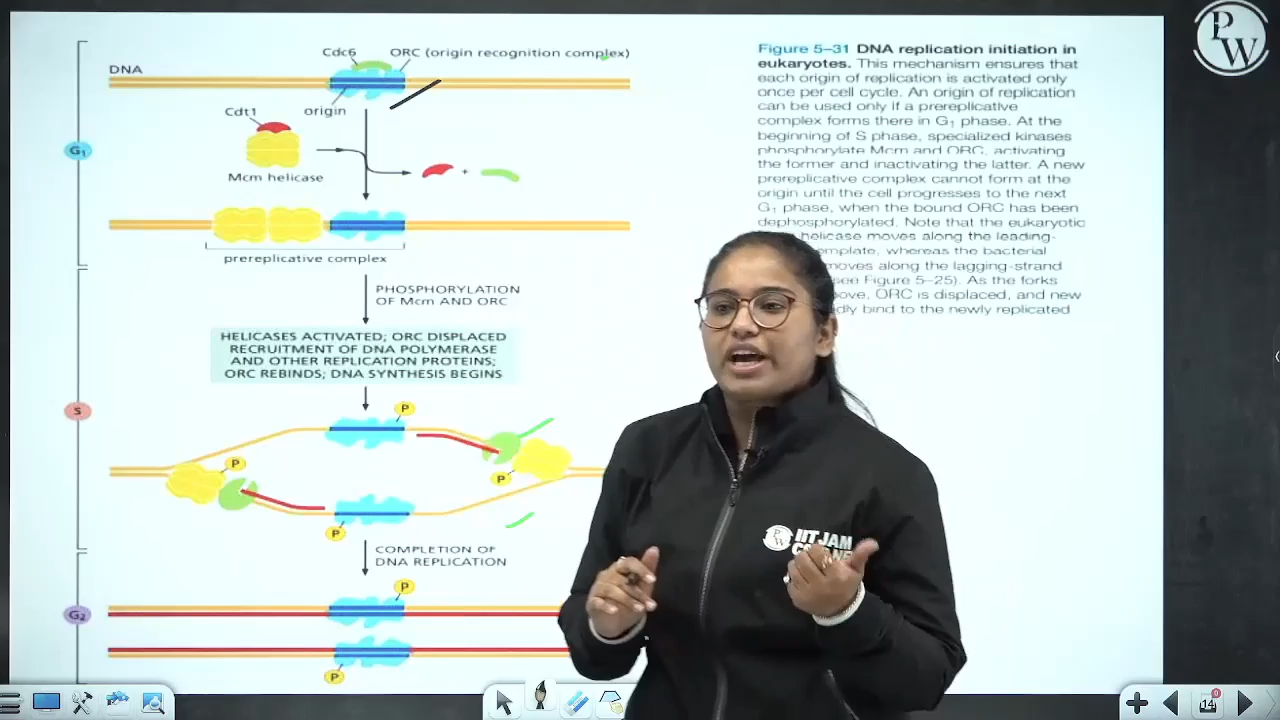 Cdc6 ORC (origin recognition complex)
DNA
Cdt1 origin
G1
Mcm helicase
+
prereplicative complex
PHOSPHORYLATION
OF Mcm AND ORC
HELICASES ACTIVATED; ORC DISPLACED
RECRUITMENT OF DNA POLYMERASE
AND OTHER REPLICATION PROTEINS;
ORC REBINDS; DNA SYNTHESIS BEGINS
S
P
P
P
P
COMPLETION OF
DNA REPLICATION
P
G2
P
Figure 5–31 DNA replication initiation in
eukaryotes. This mechanism ensures that
each origin of replication is activated only
once per cell cycle. An origin of replication
can be used only if a prereplicative
complex forms there in G1 phase. At the
beginning of S phase, specialized kinases
phosphorylate Mcm and ORC, activating
the former and inactivating the latter. A new
prereplicative complex cannot form at the
origin until the cell progresses to the next
G1 phase, when the bound ORC has been
dephosphorylated. Note that the eukaryotic
helicase moves along the leading-
whereas the bacterial
moves along the lagging-strand
see Figure 5–25). As the forks
ORC is displaced, and new
bind to the newly replicated
PW
IIT JAM
14
0